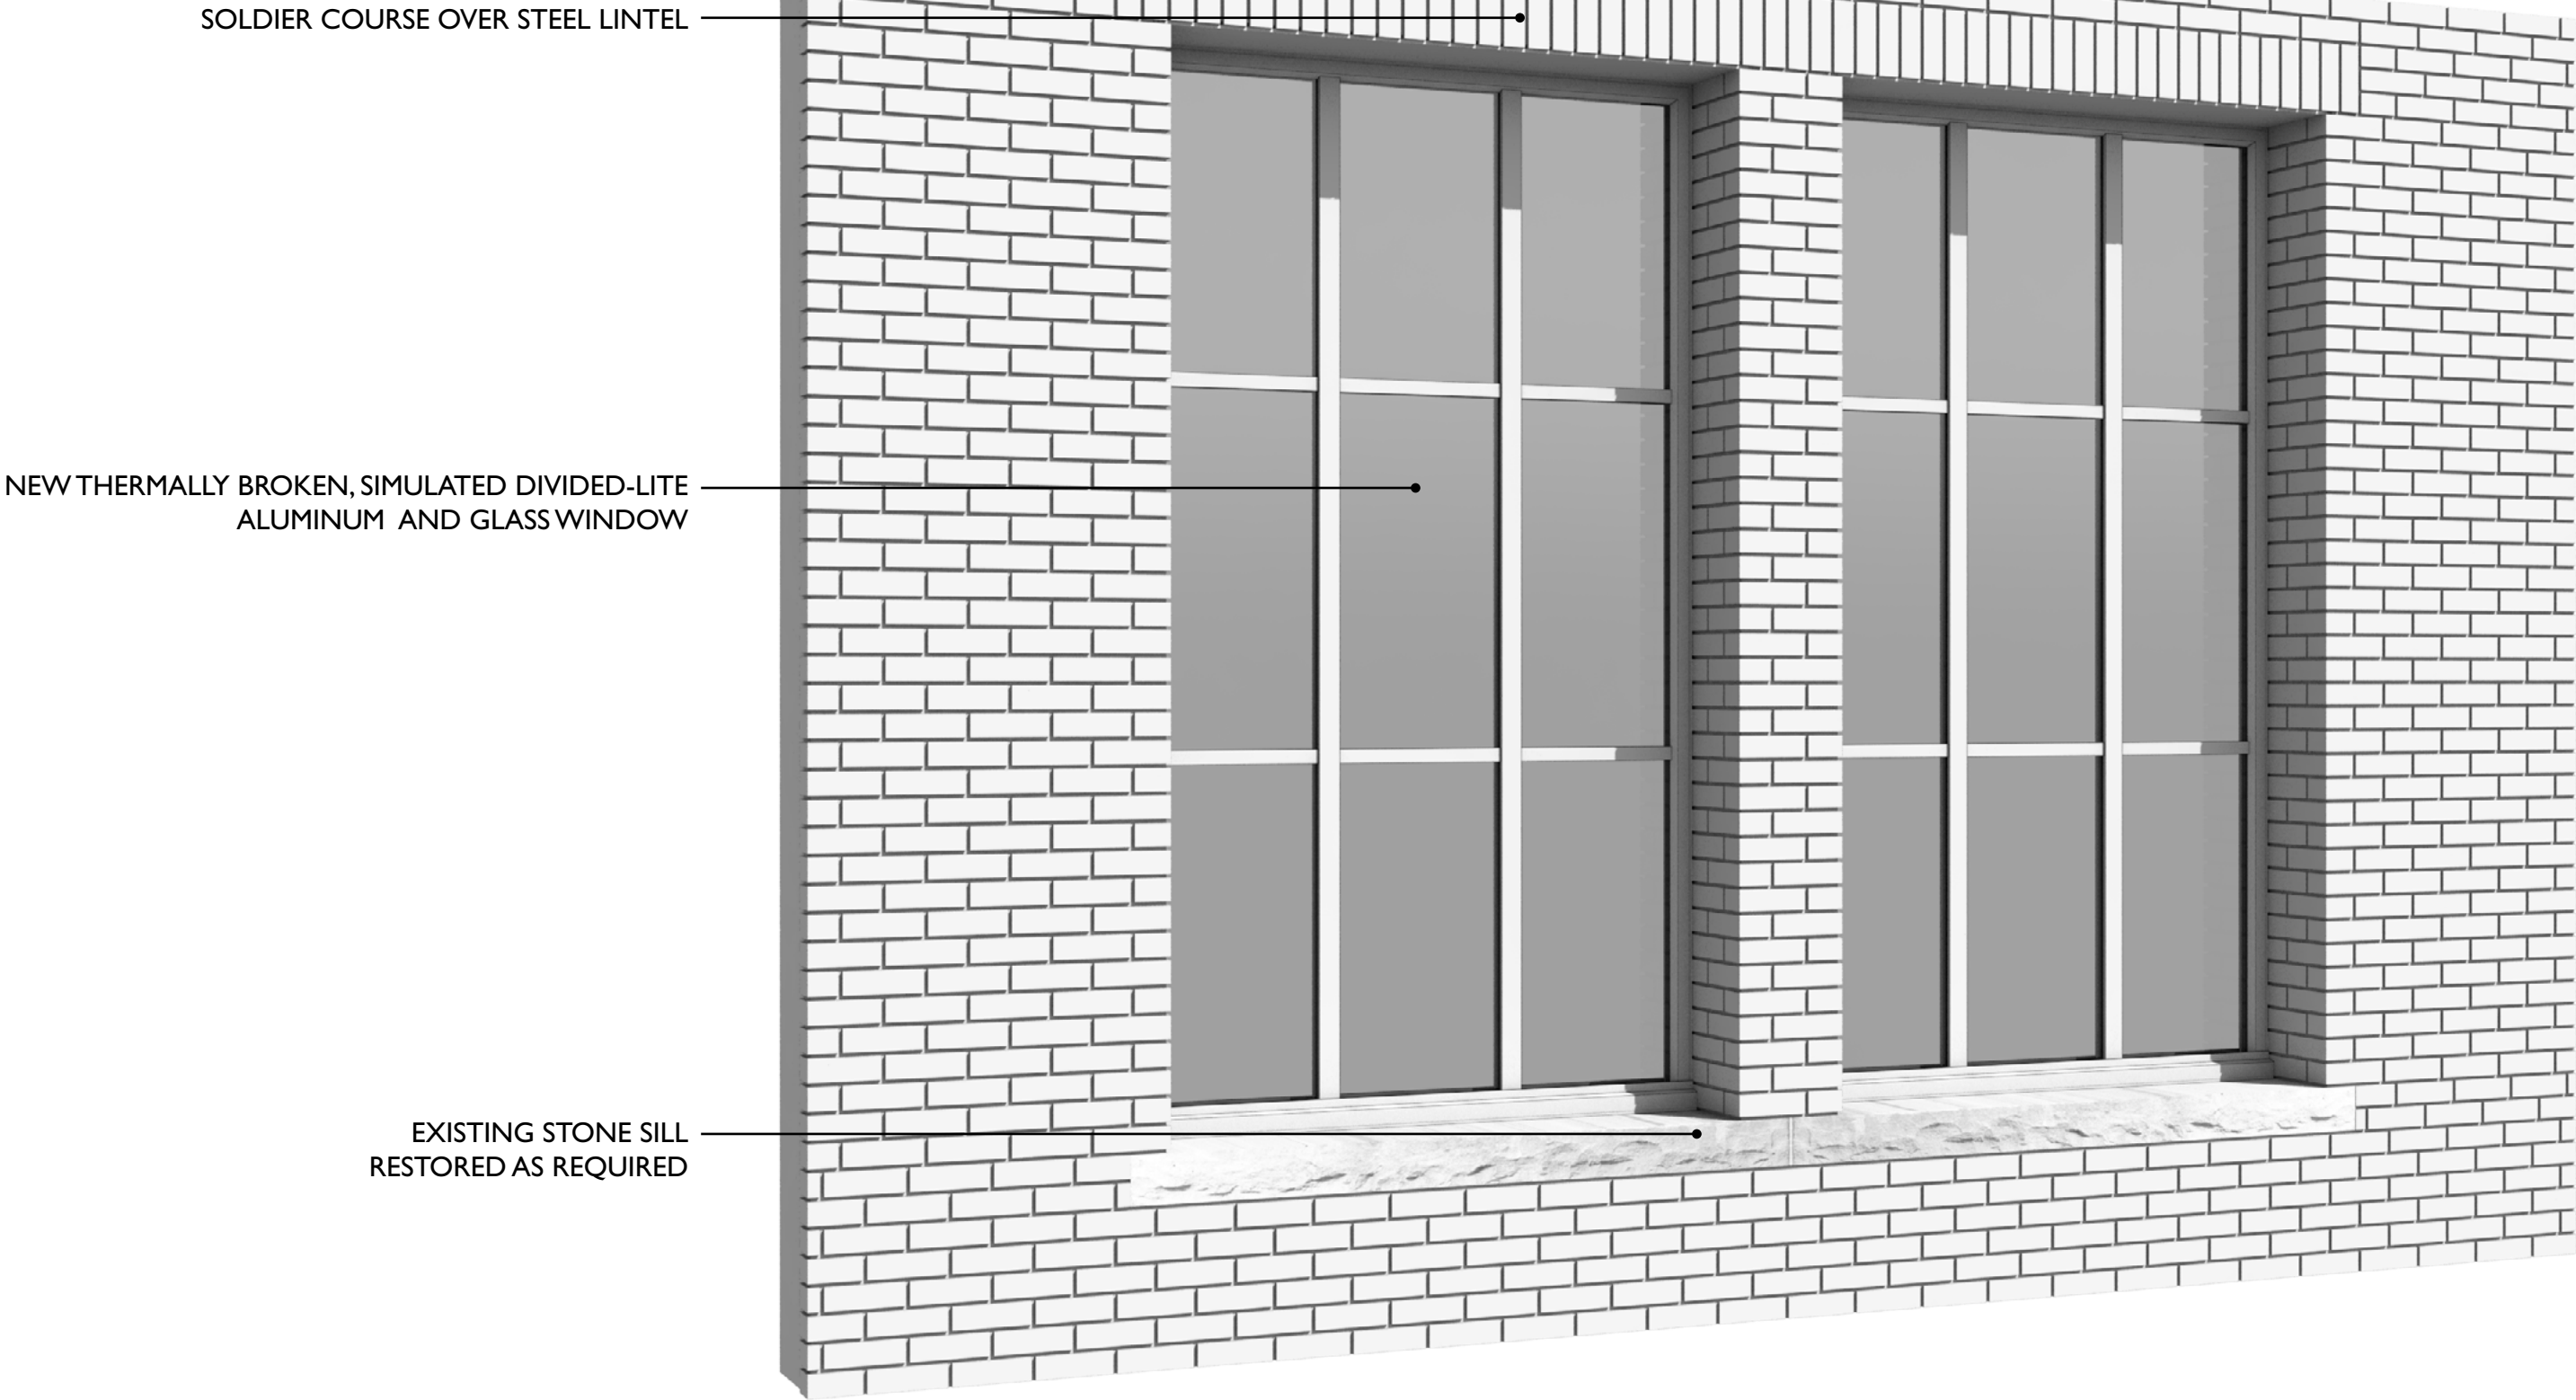 SOLDIER COURSE OVER STEEL LINTEL
NEW THERMALLY BROKEN, SIMULATED DIVIDED-LITE
ALUMINUM AND GLASS WINDOW
EXISTING STONE SILL
RESTORED AS REQUIRED